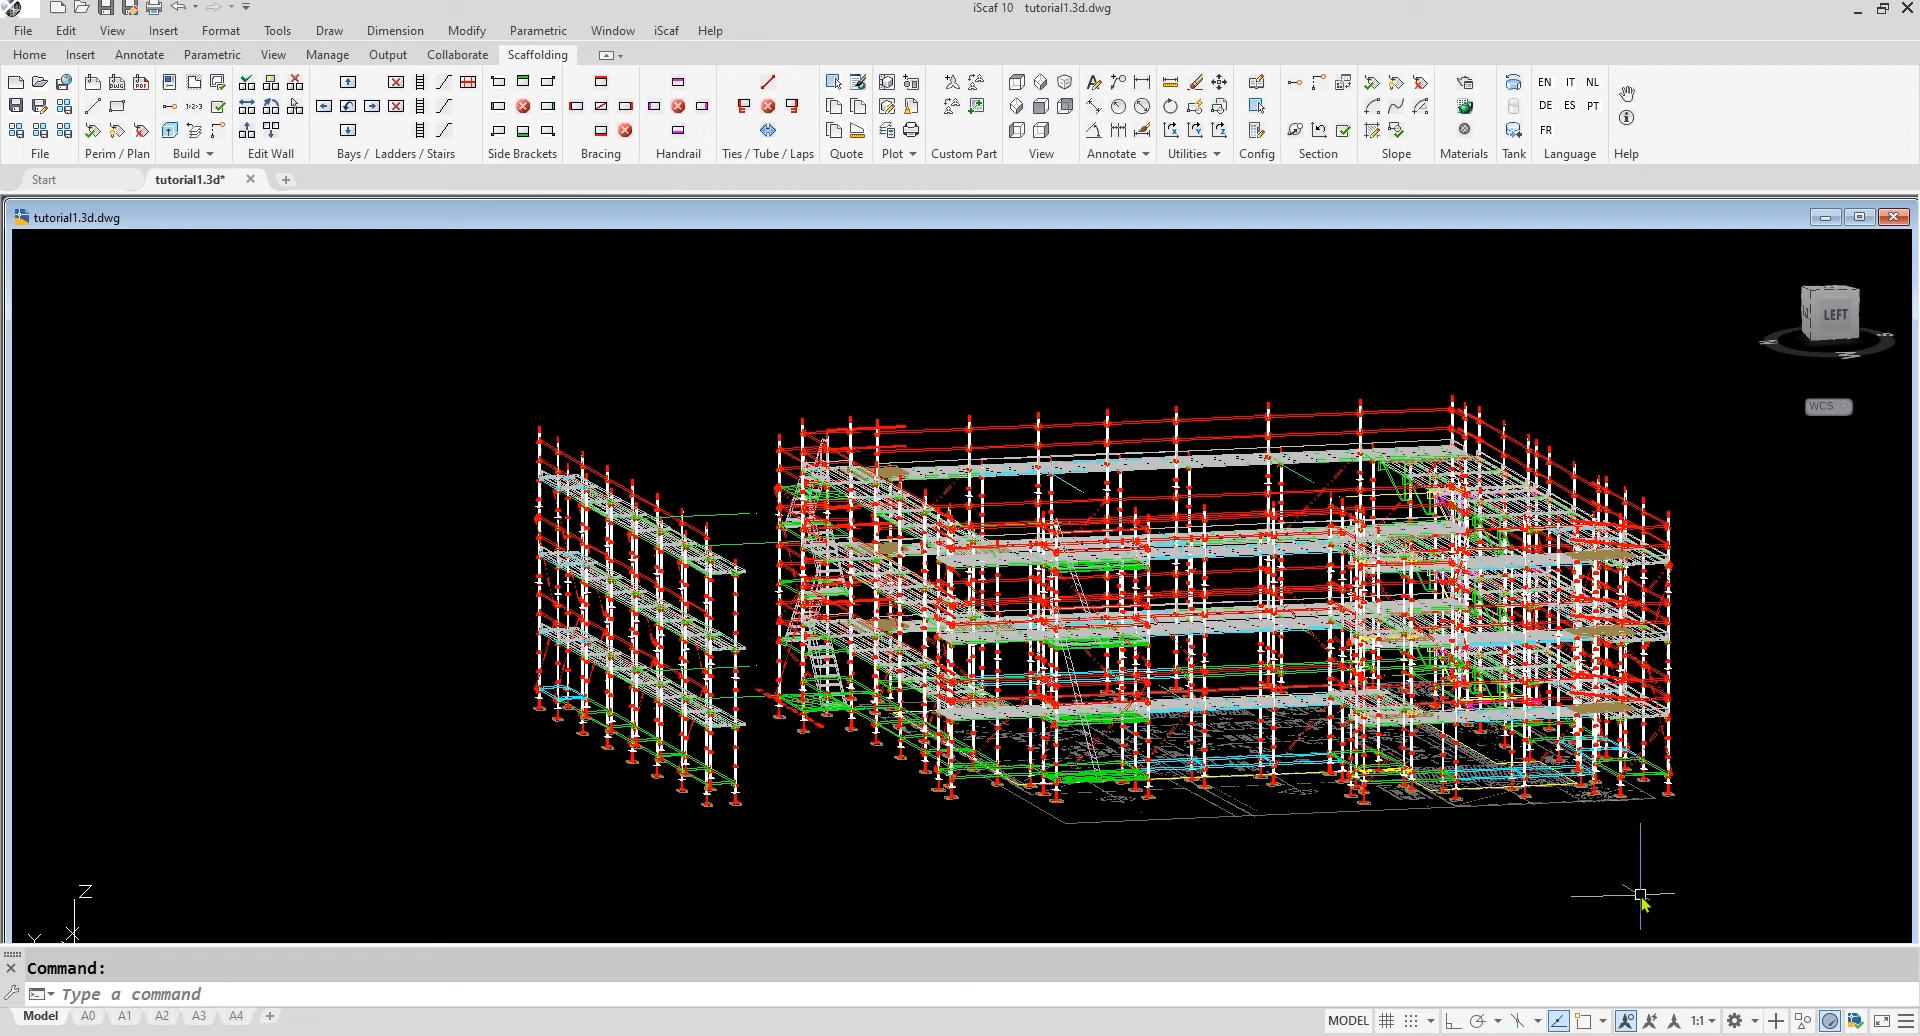 iScaf 10 tutorial1.3d.dwg
File Edit View Insert Format Tools Draw Dimension Modify Parametric Window iScaf Help
Home Insert Annotate Parametric View Manage Output Collaborate Scaffolding
EN IT NL
DE ES PT
FR
File Perim / Plan Build Edit Wall Bays / Ladders / Stairs Side Brackets Bracing Handrail Ties / Tube / Laps Quote Plot Custom Part View Annotate Utilities Config Section Slope Materials Tank Language Help
Start tutorial1.3d* +
tutorial1.3d.dwg
LEFT
WCS
Z
Y X
Command:
Type a command
Model A0 A1 A2 A3 A4 +
MODEL 1:1